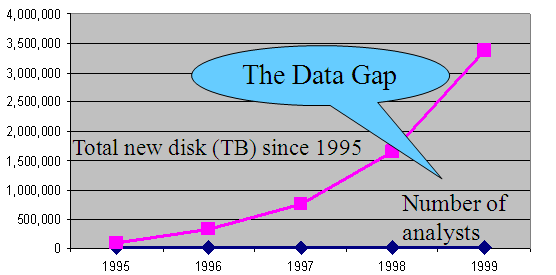 4,000,000
3,500,000
3,000,000
2,500,000
2,000,000
1,500,000
1,000,000
500,000
0
The Data Gap
Total new disk (TB) since 1995
Number of
analysts
1995 1996 1997 1998 1999